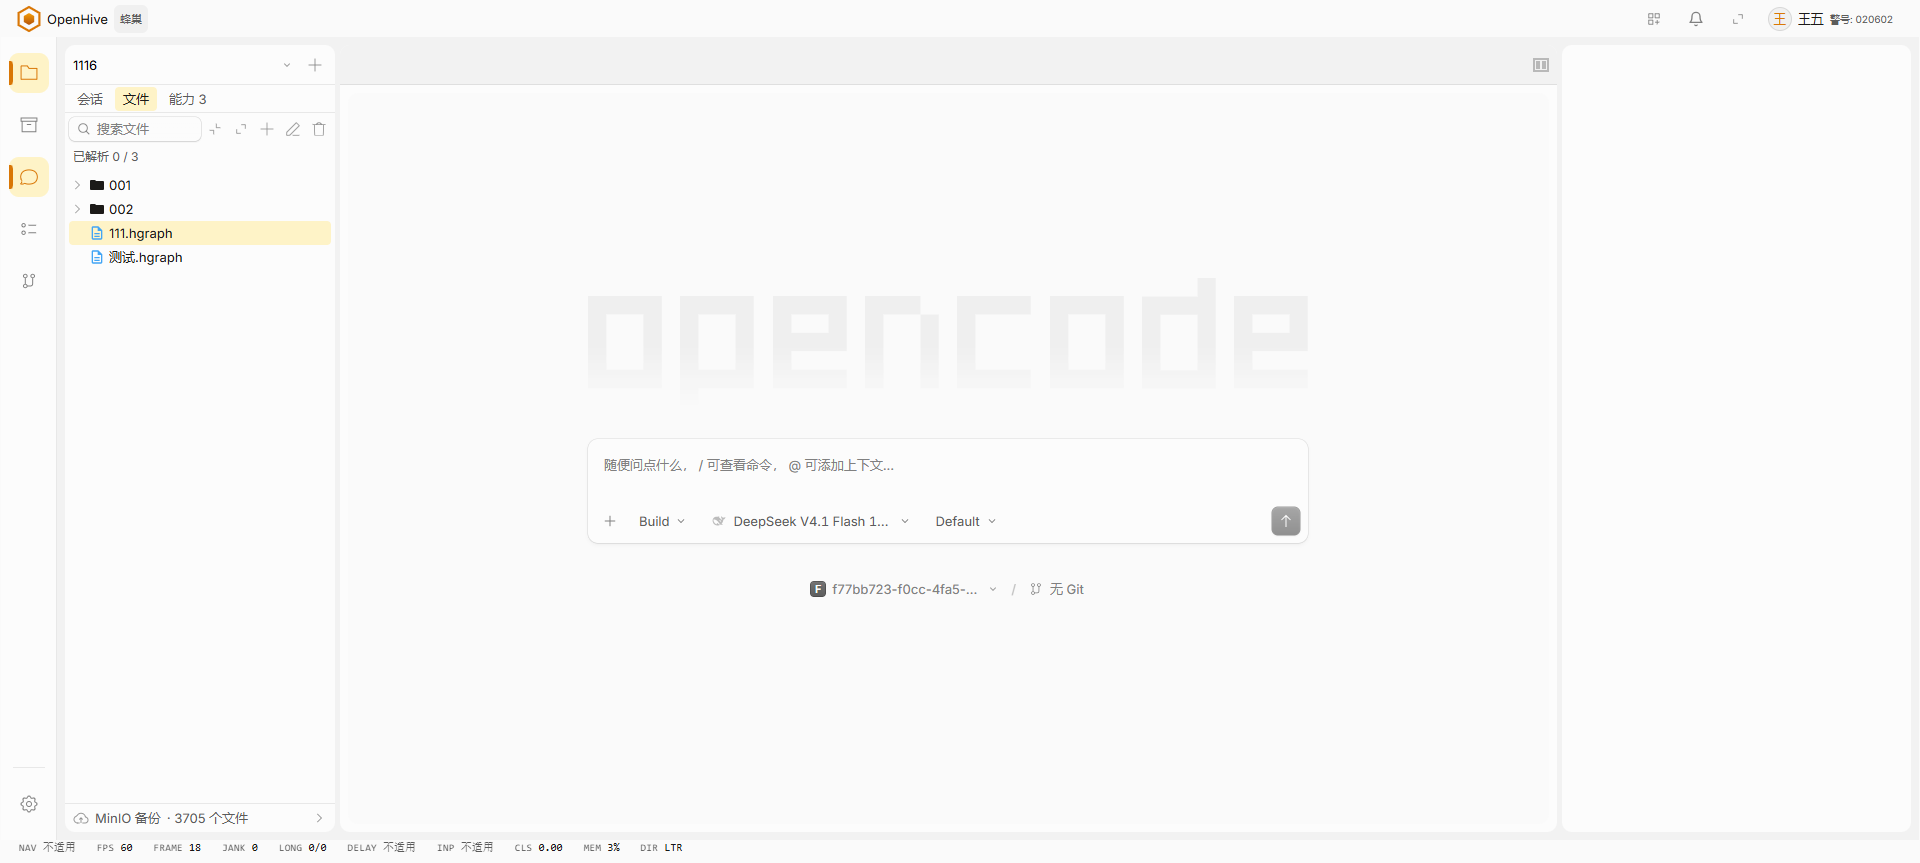 OpenHive 蜂巢
王 王五 警号: 020602
1116
会话 文件 能力 3
搜索文件
已解析 0 / 3
001
002
111.hgraph
测试.hgraph
opencode
随便问点什么， / 可查看命令， @ 可添加上下文...
Build DeepSeek V4.1 Flash 1... Default
F f77bb723-f0cc-4fa5-... / 无 Git
MinIO 备份 · 3705 个文件
NAV 不适用 FPS 60 FRAME 18 JANK 0 LONG 0/0 DELAY 不适用 INP 不适用 CLS 0.00 MEM 3% DIR LTR